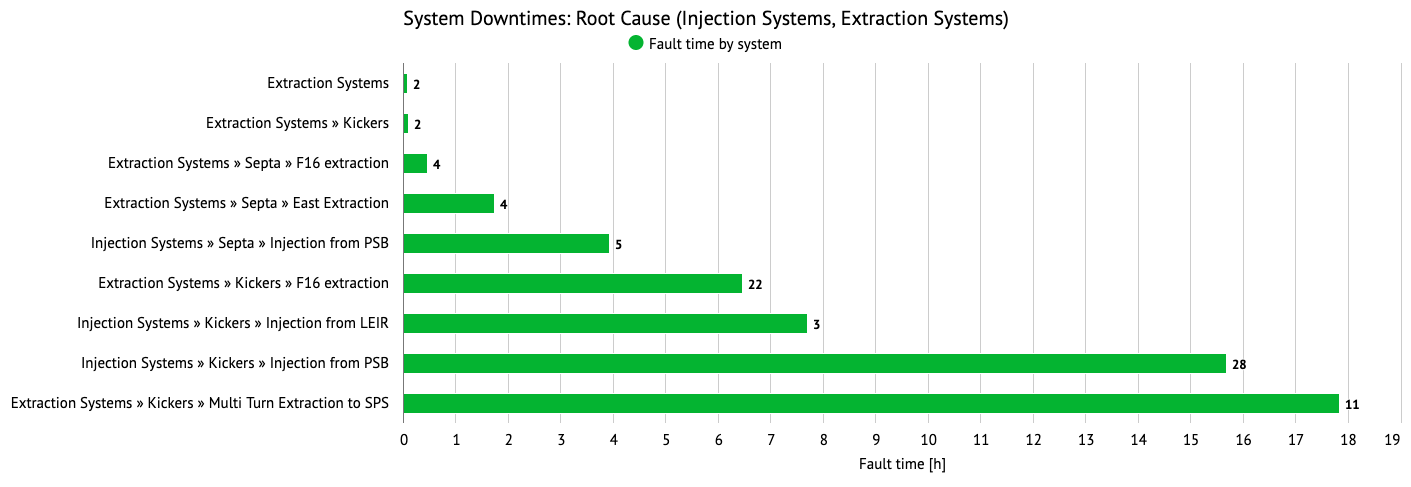 System Downtimes: Root Cause (Injection Systems, Extraction Systems)
Fault time by system
Extraction Systems 2
Extraction Systems » Kickers 2
Extraction Systems » Septa » F16 extraction 4
Extraction Systems » Septa » East Extraction 4
Injection Systems » Septa » Injection from PSB 5
Extraction Systems » Kickers » F16 extraction 22
Injection Systems » Kickers » Injection from LEIR 3
Injection Systems » Kickers » Injection from PSB 28
Extraction Systems » Kickers » Multi Turn Extraction to SPS 11
0 1 2 3 4 5 6 7 8 9 10 11 12 13 14 15 16 17 18 19
Fault time [h]